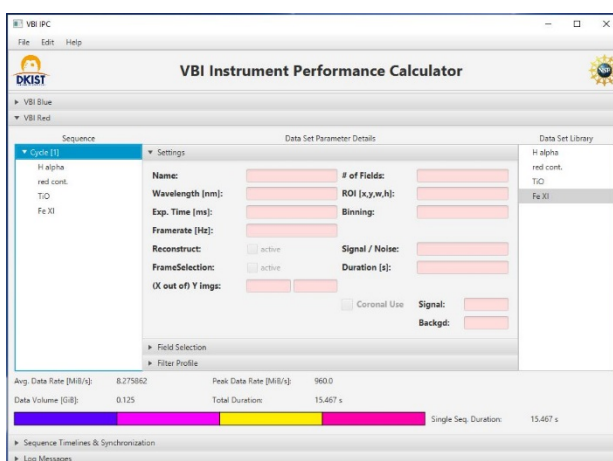 VBI IPC
File Edit Help
DKIST
VBI Instrument Performance Calculator
VBI Blue
VBI Red
Sequence
Data Set Parameter Details
Data Set Library
Cycle [1]
H alpha
red cont.
TiO
Fe XI
Settings
Name:
# of Fields:
Wavelength [nm]:
ROI [x,y,w,h]:
Exp. Time [ms]:
Binning:
Framerate [Hz]:
Reconstruct:
active
Signal / Noise:
FrameSelection:
active
Duration [s]:
(X out of) Y imgs:
Coronal Use
Signal:
Backgd:
Field Selection
Filter Profile
H alpha
red cont.
TiO
Fe XI
Avg. Data Rate [MiB/s]: 8.275862 Peak Data Rate [MiB/s]: 960.0
Data Volume [GiB]: 0.125 Total Duration: 15.467 s
Single Seq. Duration: 15.467 s
Sequence Timelines & Synchronization
Log Messages